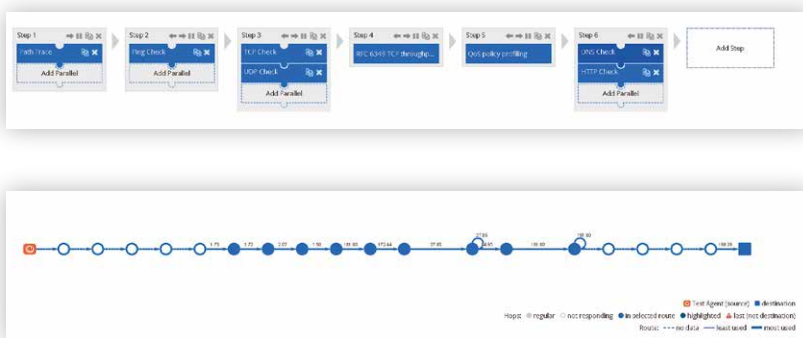 Step 1
Path Trace
Add Parallel
Step 2
Ping Check
Add Parallel
Step 3
TCP Check
UDP Check
Add Parallel
Step 4
RFC 6349 TCP throughp...
Step 5
QoS policy profiling
Step 6
DNS Check
HTTP Check
Add Parallel
Add Step
Test Agent (source) destination
Hops: regular not responding in selected route highlighted last (not destination)
Route: no data least used most used